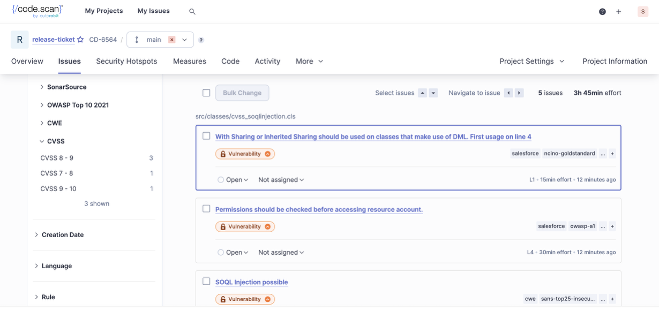 [/code.scan/]
by autorabit
My Projects My Issues
S
R release-ticket CD-6564 / main
Overview Issues Security Hotspots Measures Code Activity More Project Settings Project Information
SonarSource
OWASP Top 10 2021
CWE
CVSS
CVSS 8 - 9 3
CVSS 7 - 8 1
CVSS 9 - 10 1
3 shown
Creation Date
Language
Rule
Bulk Change Select issues Navigate to issue 5 issues 3h 45min effort
src/classes/cvss_soqlinjection.cls
With Sharing or Inherited Sharing should be used on classes that make use of DML. First usage on line 4
Vulnerability salesforce ncino-goldstandard ... +
Open Not assigned L1 • 15min effort • 12 minutes ago
Permissions should be checked before accessing resource account.
Vulnerability salesforce owasp-a1 ... +
Open Not assigned L4 • 30min effort • 12 minutes ago
SOQL Injection possible
Vulnerability cwe sans-top25-insecu... ... +